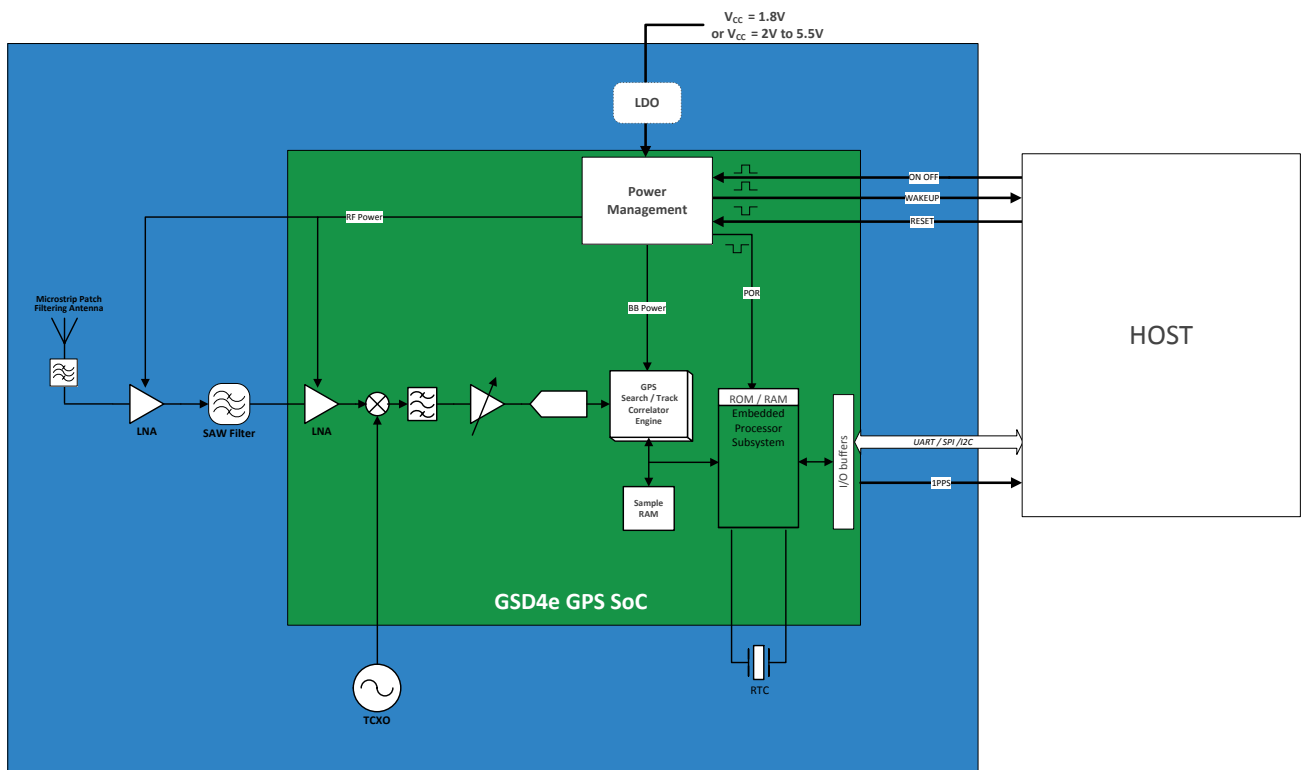 V_CC = 1.8V
or V_CC = 2V to 5.5V
LDO
Power
Management
ON OFF
WAKEUP
RESET
RF Power
BB Power
POR
HOST
Microstrip Patch
Filtering Antenna
LNA
SAW Filter
LNA
GPS
Search / Track
Correlator
Engine
ROM / RAM
Embedded
Processor
Subsystem
I/O buffers
UART / SPI /I2C
1PPS
Sample
RAM
GSD4e GPS SoC
RTC
TCXO